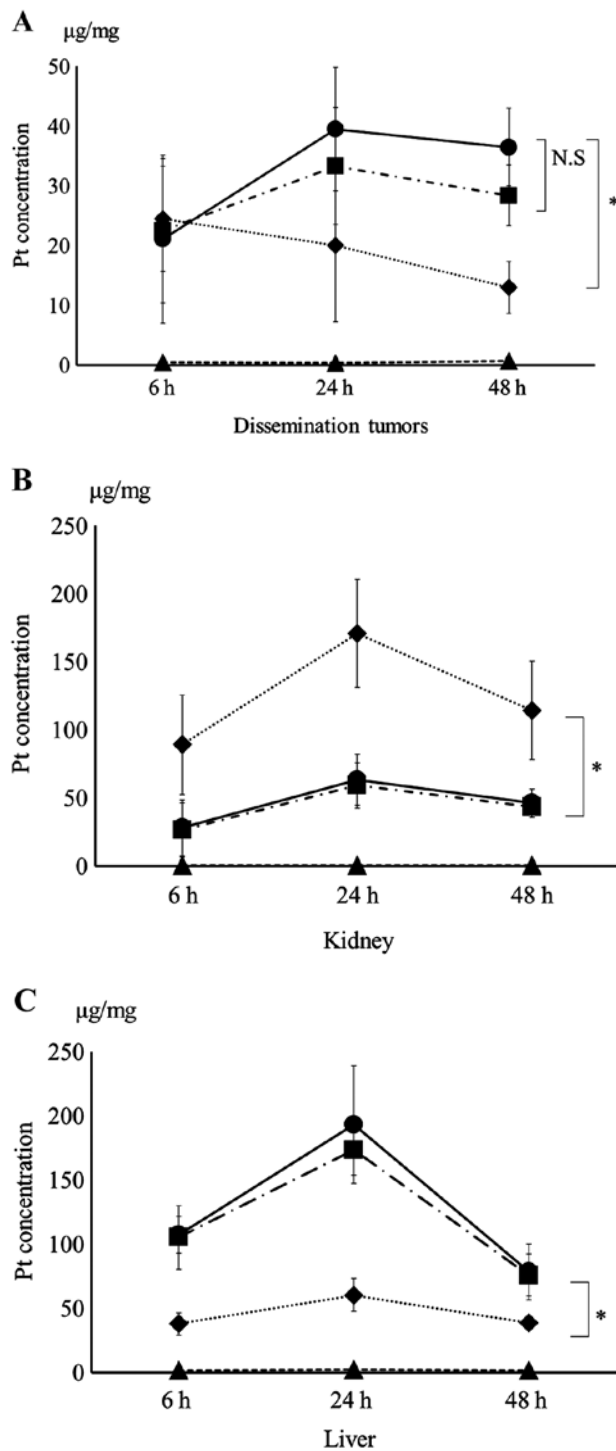 A
µg/mg
Pt concentration
50
40
30
20
10
0
N.S
*
6 h 24 h 48 h
Dissemination tumors
B
µg/mg
Pt concentration
250
200
150
100
50
0
*
6 h 24 h 48 h
Kidney
C
µg/mg
Pt concentration
250
200
150
100
50
0
*
6 h 24 h 48 h
Liver